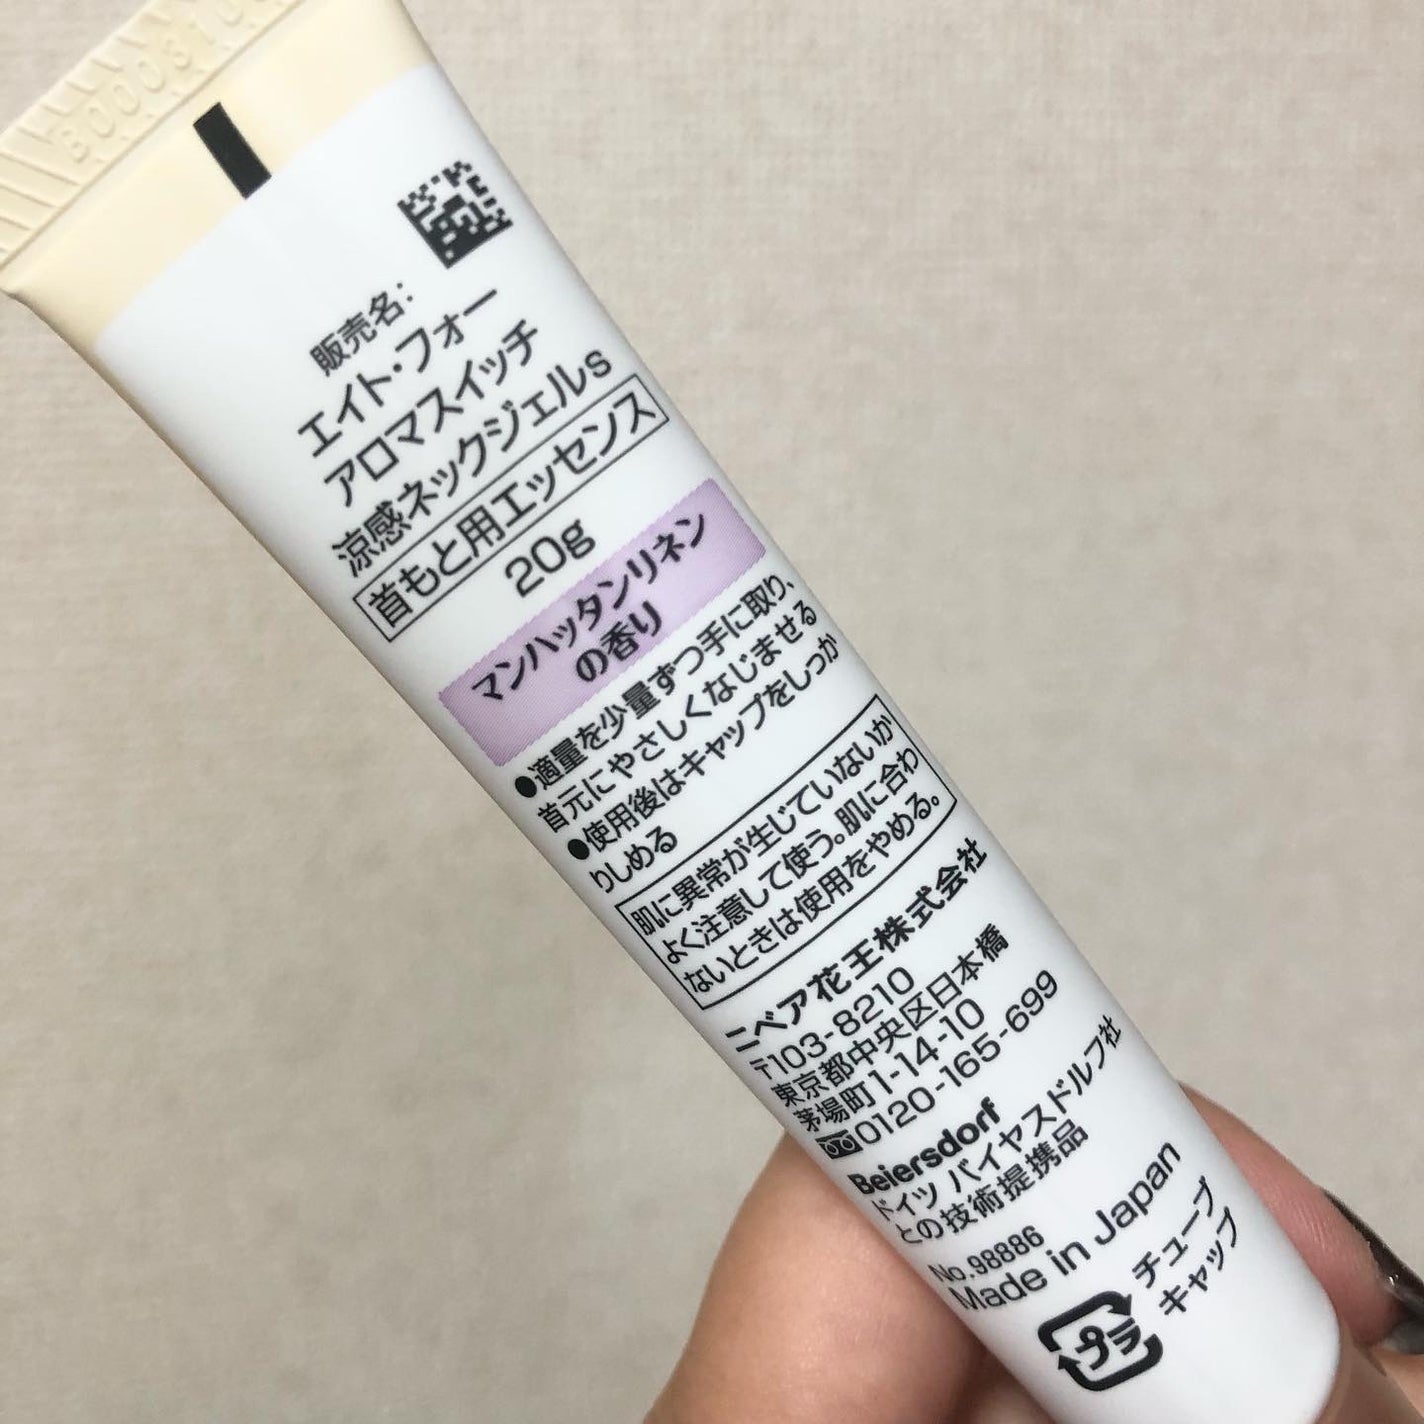 B000310
販売名:
エイト・フォー
アロマスイッチ
涼感ネックジェルs
首もと用エッセンス
20g
マンハッタンリネン
の香り
●適量を少量ずつ手に取り、
首元にやさしくなじませる
●使用後はキャップをしっか
りしめる
肌に異常が生じていないか
よく注意して使う。肌に合わ
ないときは使用をやめる。
ニベア花王株式会社
〒103-8210
東京都中央区日本橋
茅場町1-14-10
0120-165-699
Beiersdorf
ドイツ バイヤスドルフ社
との技術提携品
No.98886
Made in Japan
プラ
チューブ
キャップ